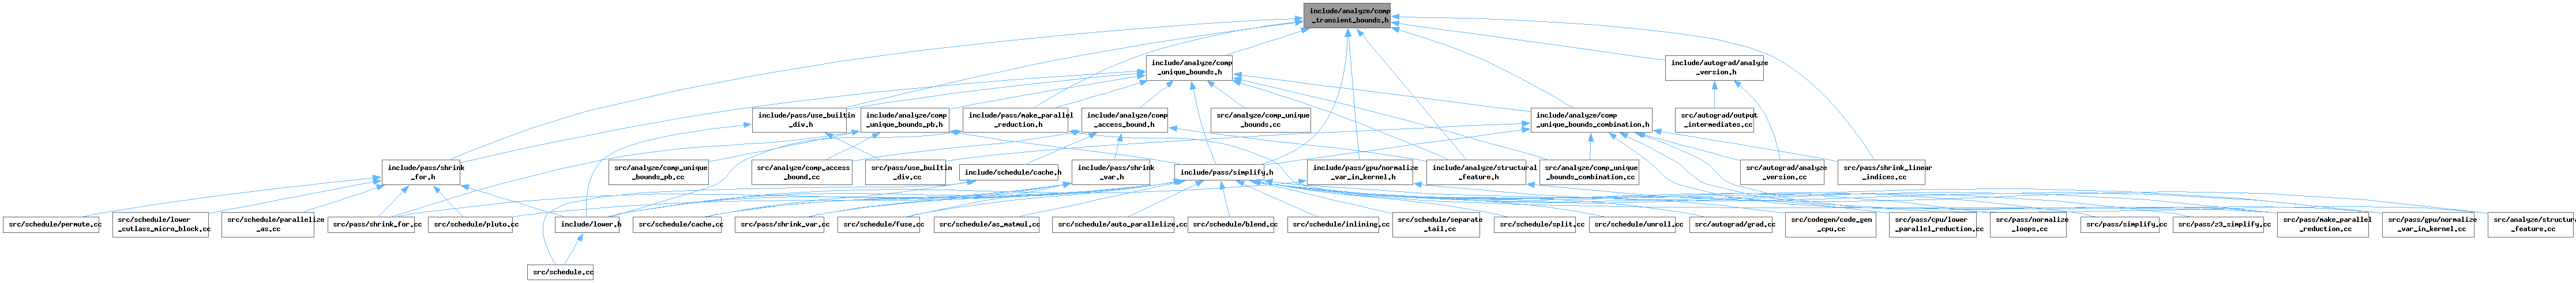 include/analyze/comp
_transient_bounds.h
include/analyze/comp
_unique_bounds.h
include/autograd/analyze
_version.h
include/pass/use_builtin
_div.h
include/analyze/comp
_unique_bounds_pb.h
include/pass/make_parallel
_reduction.h
include/analyze/comp
_access_bound.h
src/analyze/comp_unique
_bounds.cc
include/analyze/comp
_unique_bounds_combination.h
src/autograd/output
_intermediates.cc
include/pass/shrink
_for.h
src/analyze/comp_unique
_bounds_pb.cc
src/analyze/comp_access
_bound.cc
src/pass/use_builtin
_div.cc
include/schedule/cache.h
include/pass/shrink
_var.h
include/pass/simplify.h
include/pass/gpu/normalize
_var_in_kernel.h
include/analyze/structural
_feature.h
src/analyze/comp_unique
_bounds_combination.cc
src/autograd/analyze
_version.cc
src/pass/shrink_linear
_indices.cc
src/schedule/permute.cc
src/schedule/lower
_cutlass_micro_block.cc
src/schedule/parallelize
_as.cc
src/pass/shrink_for.cc
src/schedule/pluto.cc
include/lower.h
src/schedule/cache.cc
src/pass/shrink_var.cc
src/schedule/fuse.cc
src/schedule/as_matmul.cc
src/schedule/auto_parallelize.cc
src/schedule/blend.cc
src/schedule/inlining.cc
src/schedule/separate
_tail.cc
src/schedule/split.cc
src/schedule/unroll.cc
src/autograd/grad.cc
src/codegen/code_gen
_cpu.cc
src/pass/cpu/lower
_parallel_reduction.cc
src/pass/normalize
_loops.cc
src/pass/simplify.cc
src/pass/z3_simplify.cc
src/pass/make_parallel
_reduction.cc
src/pass/gpu/normalize
_var_in_kernel.cc
src/analyze/structural
_feature.cc
src/schedule.cc